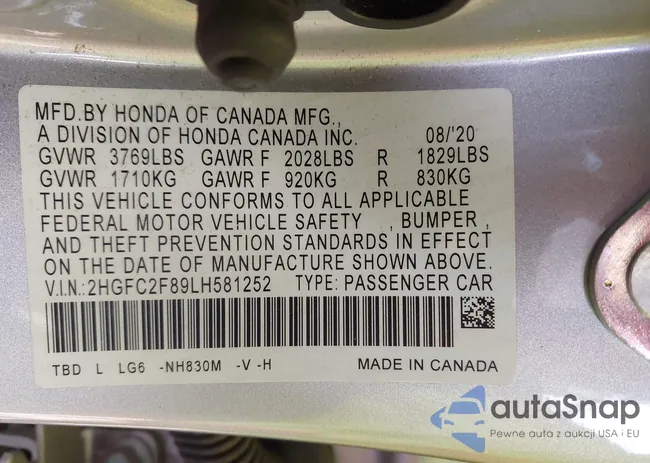 MFD.BY HONDA OF CANADA MFG.,
A DIVISION OF HONDA CANADA INC. 08/'20
GVWR 3769LBS GAWR F 2028LBS R 1829LBS
GVWR 1710KG GAWR F 920KG R 830KG
THIS VEHICLE CONFORMS TO ALL APPLICABLE
FEDERAL MOTOR VEHICLE SAFETY , BUMPER ,
AND THEFT PREVENTION STANDARDS IN EFFECT
ON THE DATE OF MANUFACTURE SHOWN ABOVE.
V.I.N.:2HGFC2F89LH581252 TYPE: PASSENGER CAR
TBD L LG6 -NH830M -V -H MADE IN CANADA
autaSnap
Pewne auta z aukcji USA i EU